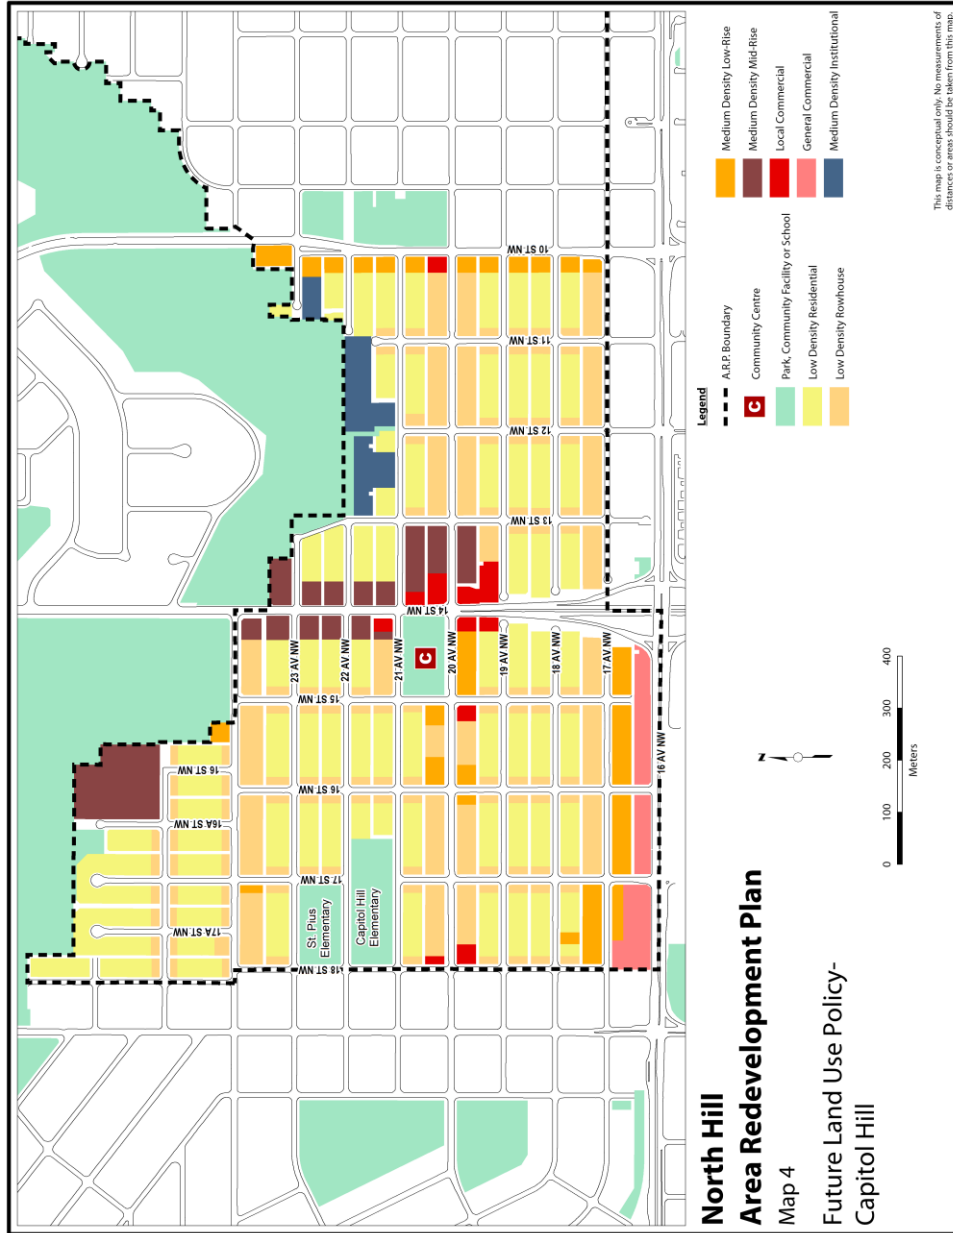 North Hill
Area Redevelopment Plan
Map 4
Future Land Use Policy-
Capitol Hill
Legend
A.R.P. Boundary
C
Community Centre
Park, Community Facility or School
Low Density Residential
Low Density Rowhouse
Medium Density Low-Rise
Medium Density Mid-Rise
Local Commercial
General Commercial
Medium Density Institutional
This map is conceptual only. No measurements of
distances or areas should be taken from this map.
0 100 200 300 400
Meters
N
18 ST NW
17A ST NW
17 ST NW
16A ST NW
16 ST NW
16 ST NW
15 ST NW
14 ST NW
13 ST NW
12 ST NW
11 ST NW
10 ST NW
23 AV NW
22 AV NW
21 AV NW
20 AV NW
19 AV NW
18 AV NW
17 AV NW
16 AV NW
St. Pius
Elementary
Capitol Hill
Elementary
C